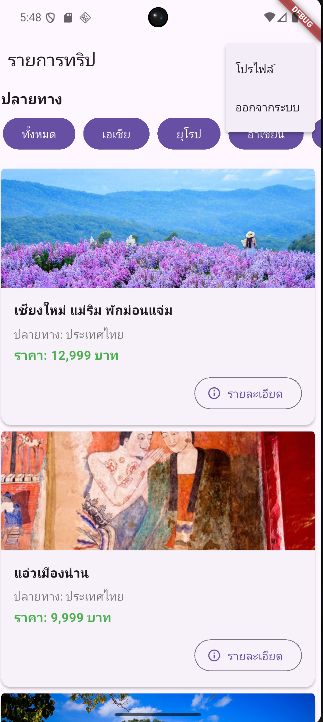 5:48
DEBUG
รายการทริป
โปรไฟล์
ออกจากระบบ
ปลายทาง
ทั้งหมด
เอเชีย
ยุโรป
อาเซียน
เชียงใหม่ แม่ริม พักม่อนแจ่ม
ปลายทาง: ประเทศไทย
ราคา: 12,999 บาท
รายละเอียด
แอ่วเมืองน่าน
ปลายทาง: ประเทศไทย
ราคา: 9,999 บาท
รายละเอียด